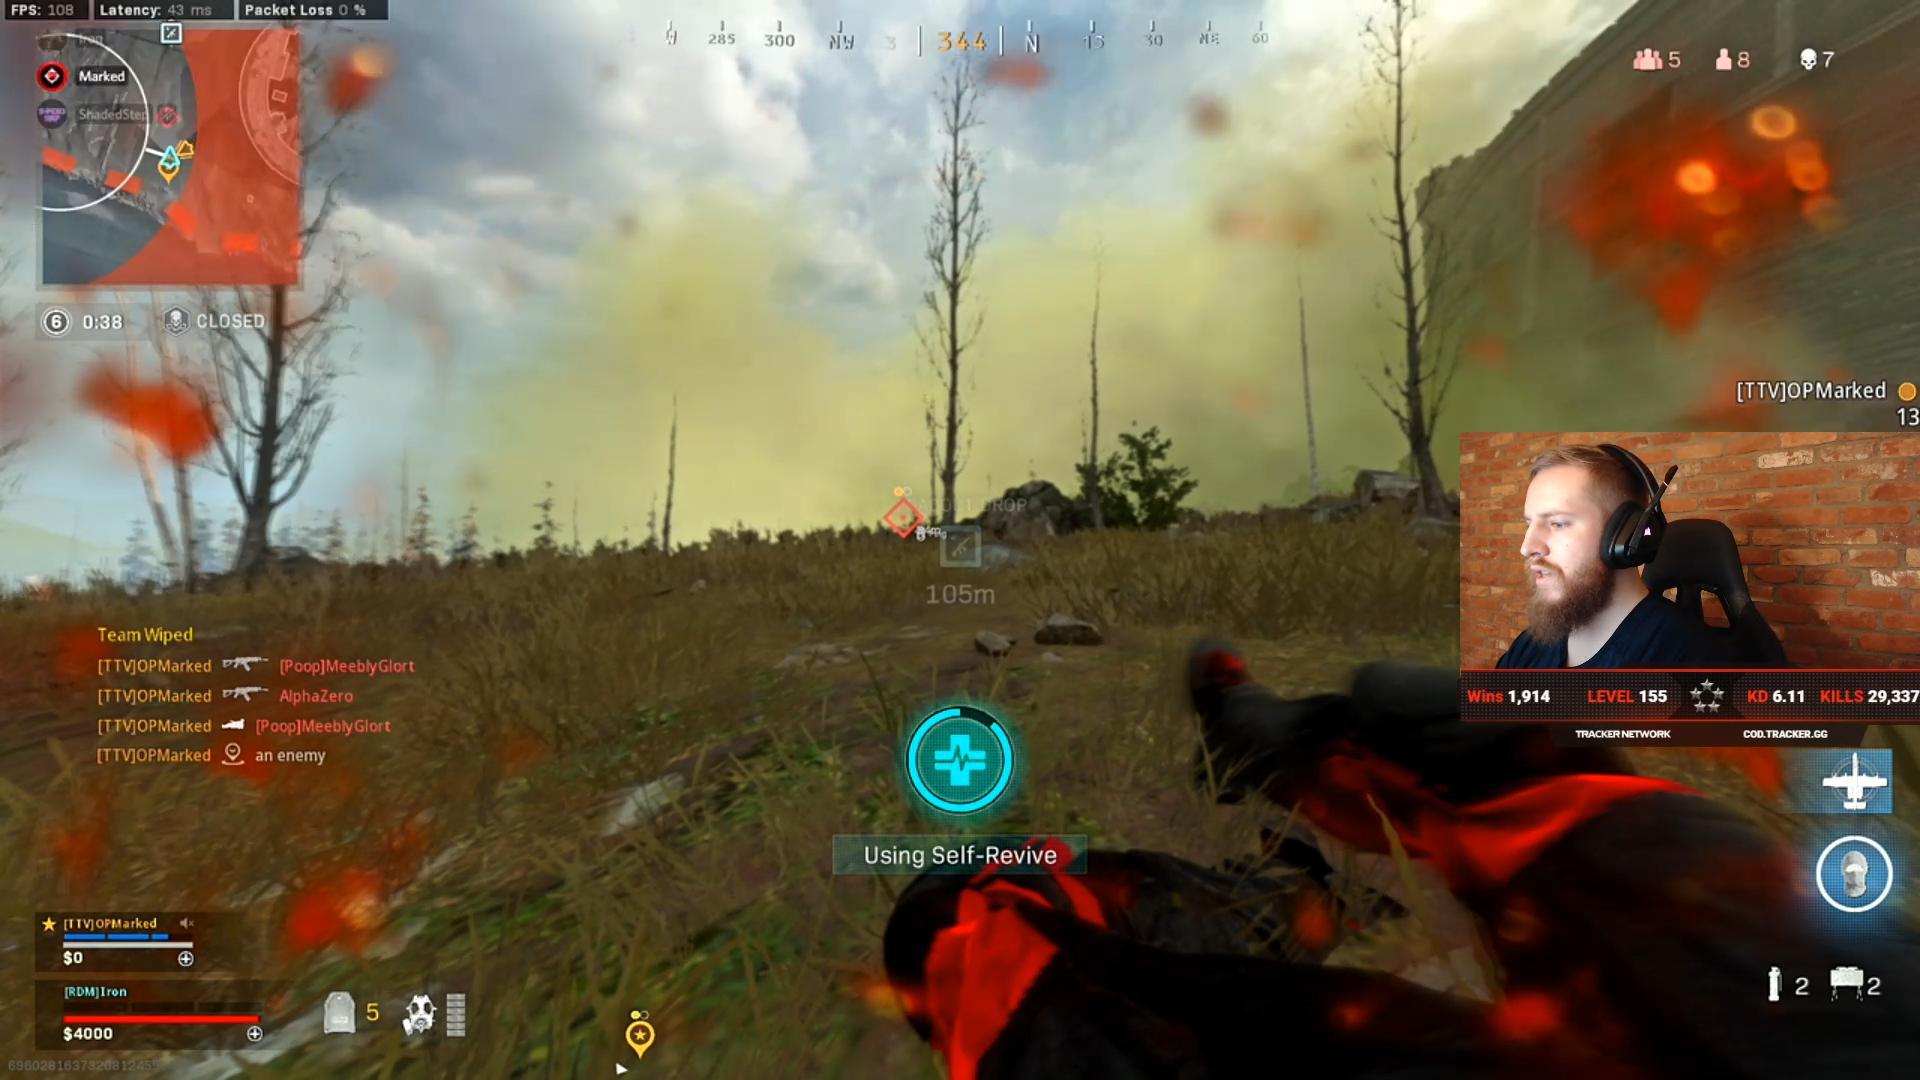 FPS: 108 Latency: 43 ms Packet Loss 0 %
Iron
Marked
ShadedStep
W 285 300 NW 3 344 N 15 30 NE 60
5 8 7
6 0:38 CLOSED
[TTV]OPMarked
13
105m
Team Wiped
[TTV]OPMarked [Poop]MeeblyGlort
[TTV]OPMarked AlphaZero
[TTV]OPMarked [Poop]MeeblyGlort
[TTV]OPMarked an enemy
Wins 1,914 LEVEL 155 KD 6.11 KILLS 29,337
TRACKER NETWORK COD.TRACKER.GG
Using Self-Revive
[TTV]OPMarked
$0
[RDM]Iron
$4000
5
2 2